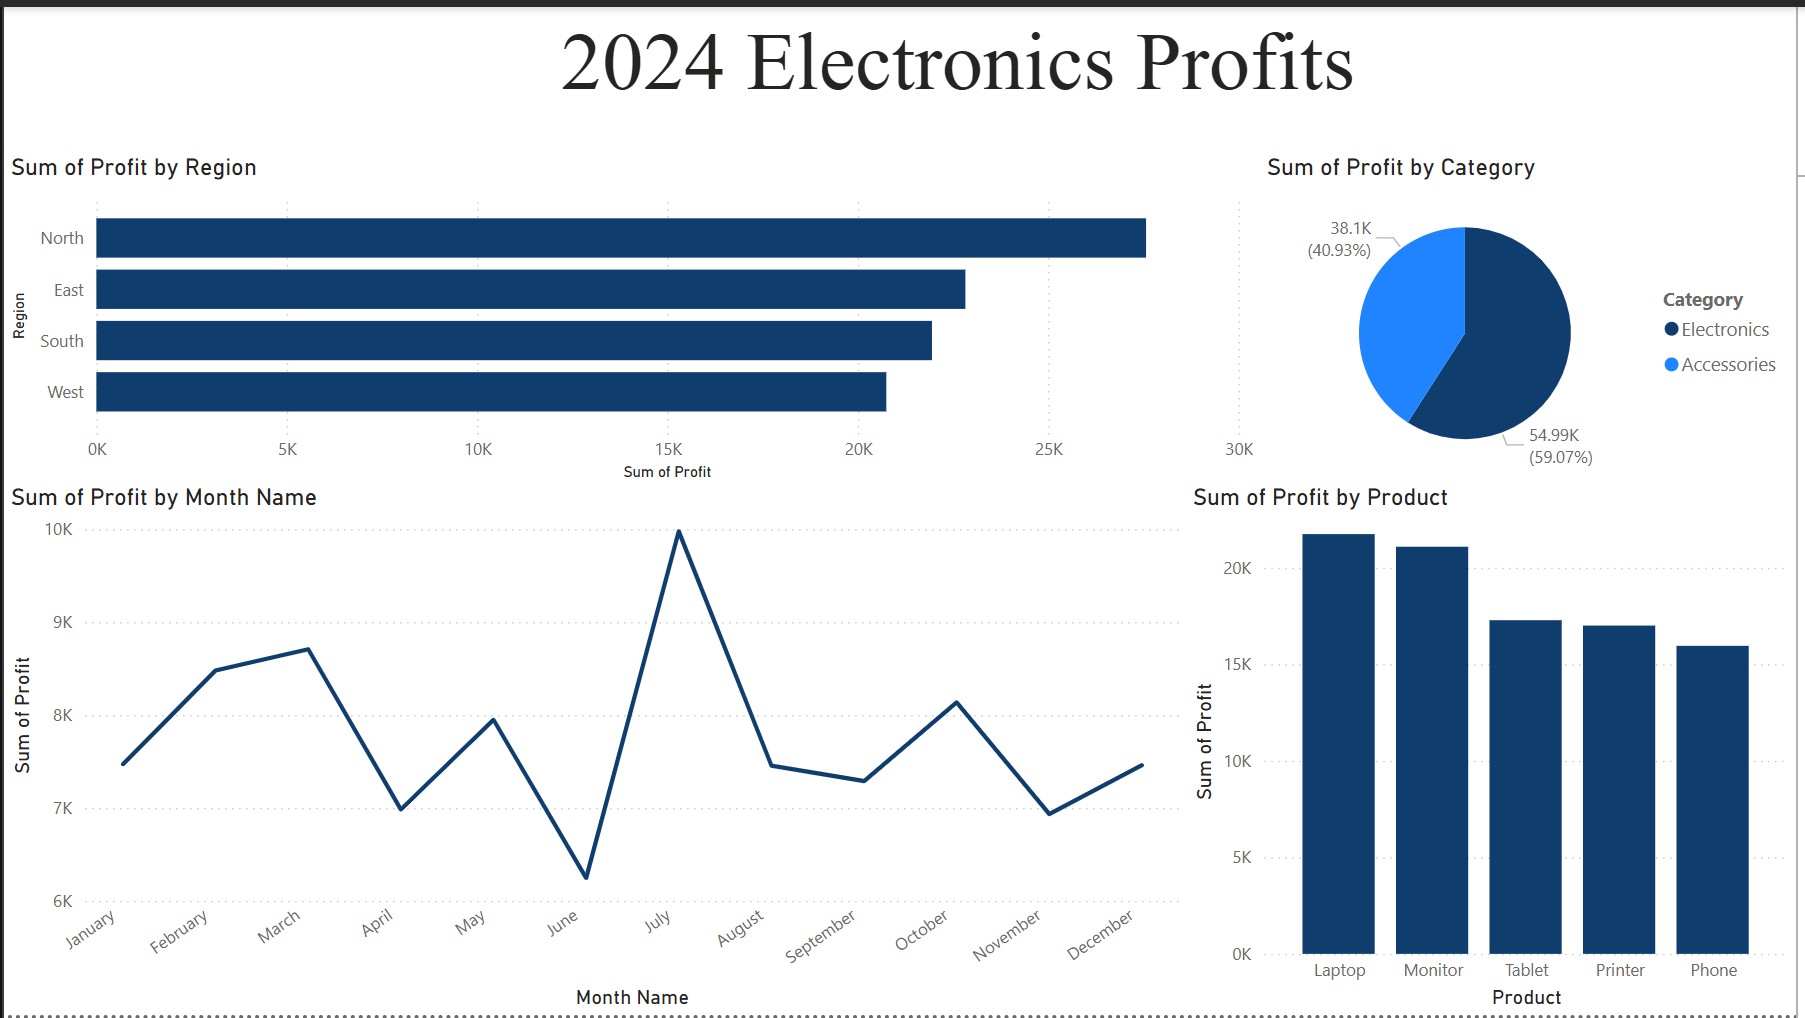 2024 Electronics Profits
Sum of Profit by Region
Region
North
East
South
West
0K 5K 10K 15K 20K 25K 30K
Sum of Profit
Sum of Profit by Category
38.1K
(40.93%)
54.99K
(59.07%)
Category
Electronics
Accessories
Sum of Profit by Month Name
Sum of Profit
10K
9K
8K
7K
6K
January February March April May June July August September October November December
Month Name
Sum of Profit by Product
Sum of Profit
20K
15K
10K
5K
0K
Laptop Monitor Tablet Printer Phone
Product